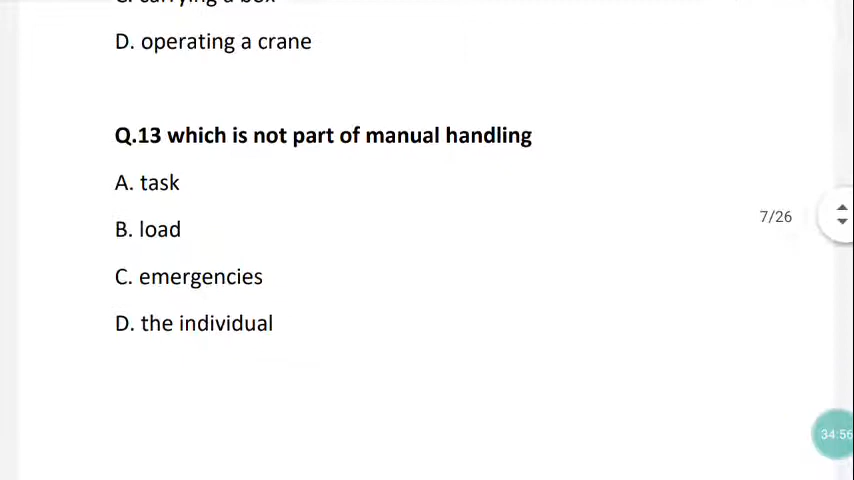 D. operating a crane
Q.13 which is not part of manual handling
A. task
B. load
7/26
C. emergencies
D. the individual
34:56